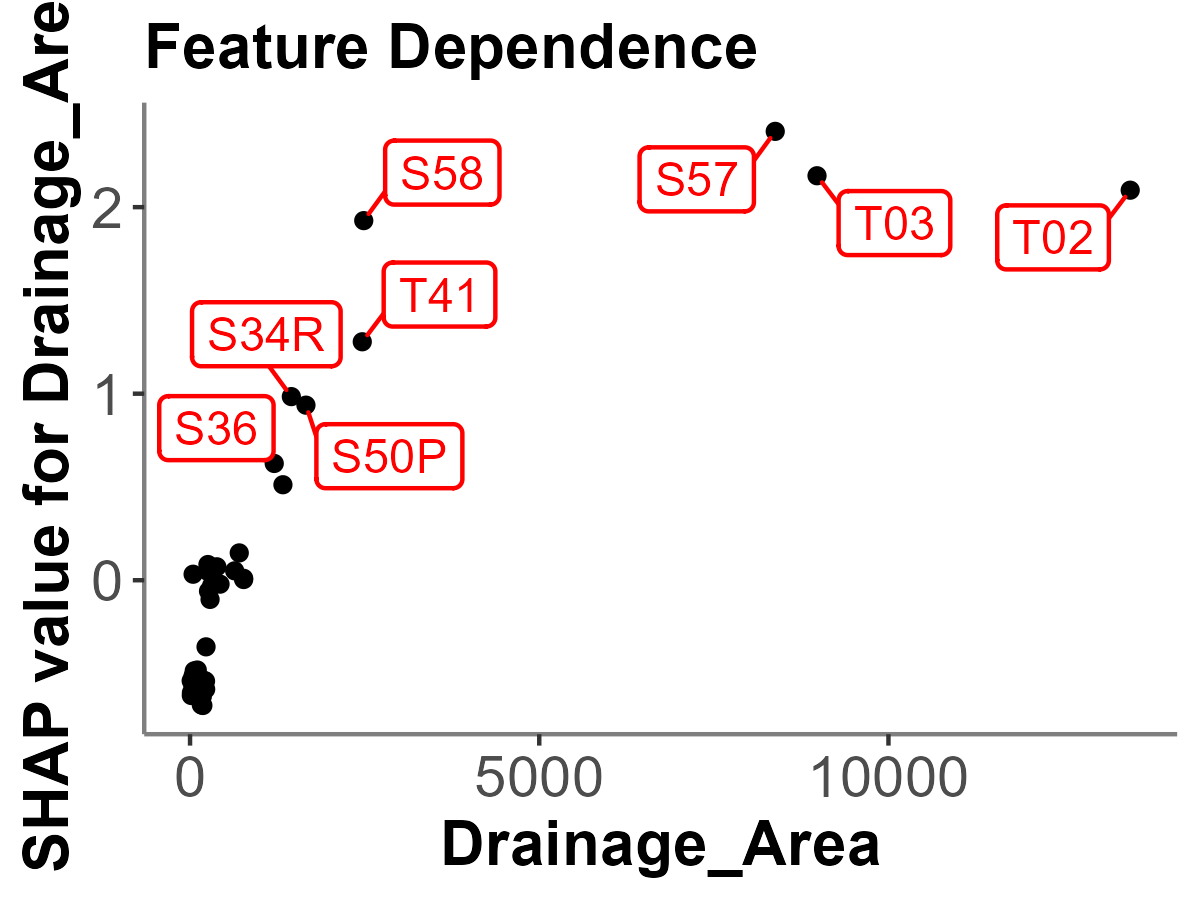 Feature Dependence
SHAP value for Drainage_Are
2
1
0
S58
S57
T03
T02
T41
S34R
S36
S50P
0
5000
10000
Drainage_Area